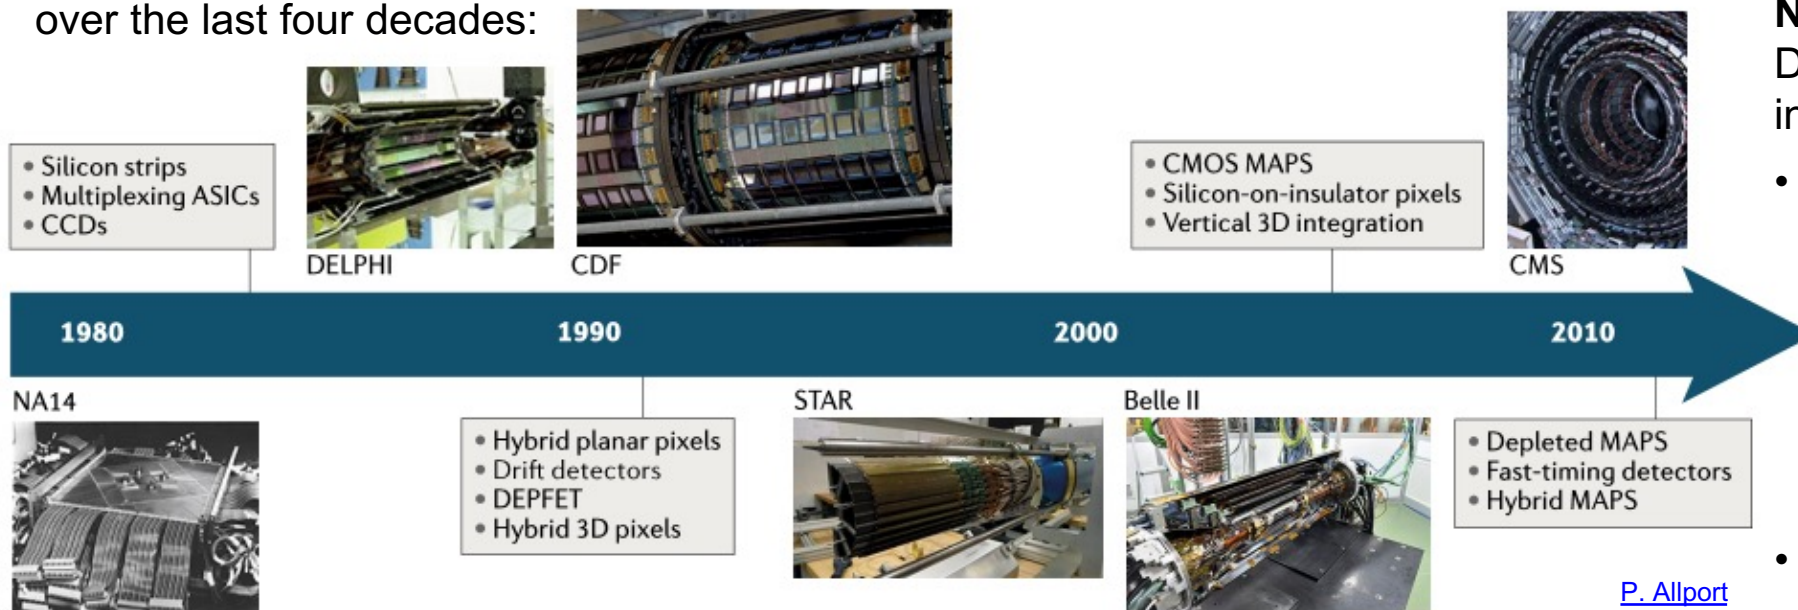 over the last four decades:
• Silicon strips
• Multiplexing ASICs
• CCDs
DELPHI
CDF
• CMOS MAPS
• Silicon-on-insulator pixels
• Vertical 3D integration
CMS
1980
1990
2000
2010
NA14
• Hybrid planar pixels
• Drift detectors
• DEPFET
• Hybrid 3D pixels
STAR
Belle II
• Depleted MAPS
• Fast-timing detectors
• Hybrid MAPS
P. Allport